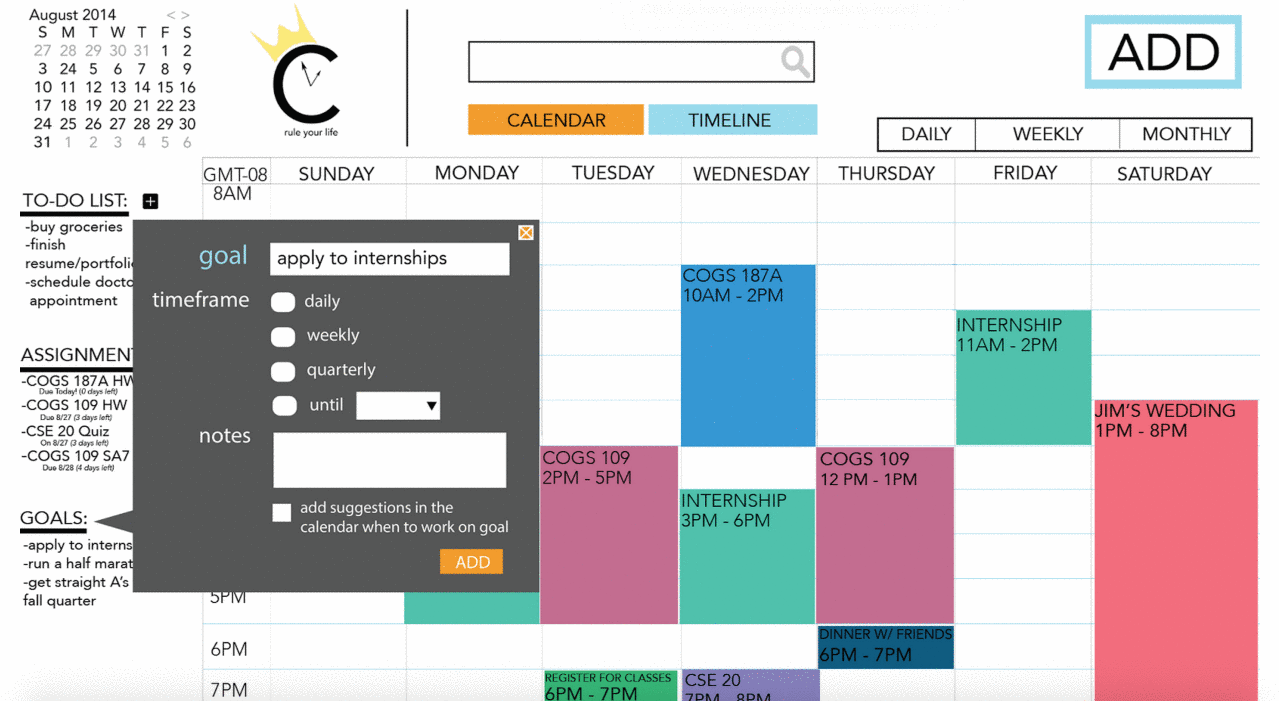 August 2014 < >
S M T W T F S
27 28 29 30 31 1 2
3 24 5 6 7 8 9
10 11 12 13 14 15 16
17 18 19 20 21 22 23
24 25 26 27 28 29 30
31 1 2 3 4 5 6
C
rule your life
CALENDAR
TIMELINE
ADD
DAILY
WEEKLY
MONTHLY
GMT-08 SUNDAY MONDAY TUESDAY WEDNESDAY THURSDAY FRIDAY SATURDAY
8AM
TO-DO LIST: +
-buy groceries
-finish
resume/portfolio
-schedule docto
appointment
ASSIGNMEN
-COGS 187A HW
Due Today! (0 days left)
-COGS 109 HW
Due 8/27 (3 days left)
-CSE 20 Quiz
On 8/27 (3 days left)
-COGS 109 SA7
Due 8/28 (4 days left)
GOALS:
-apply to interns
-run a half marat
-get straight A's
fall quarter
goal
apply to internships
timeframe
daily
weekly
quarterly
until
notes
add suggestions in the
calendar when to work on goal
ADD
COGS 187A
10AM - 2PM
INTERNSHIP
11AM - 2PM
JIM'S WEDDING
1PM - 8PM
COGS 109
2PM - 5PM
INTERNSHIP
3PM - 6PM
COGS 109
12 PM - 1PM
5PM
6PM
7PM
DINNER W/ FRIENDS
6PM - 7PM
REGISTER FOR CLASSES
6PM - 7PM
CSE 20
7PM - 8PM